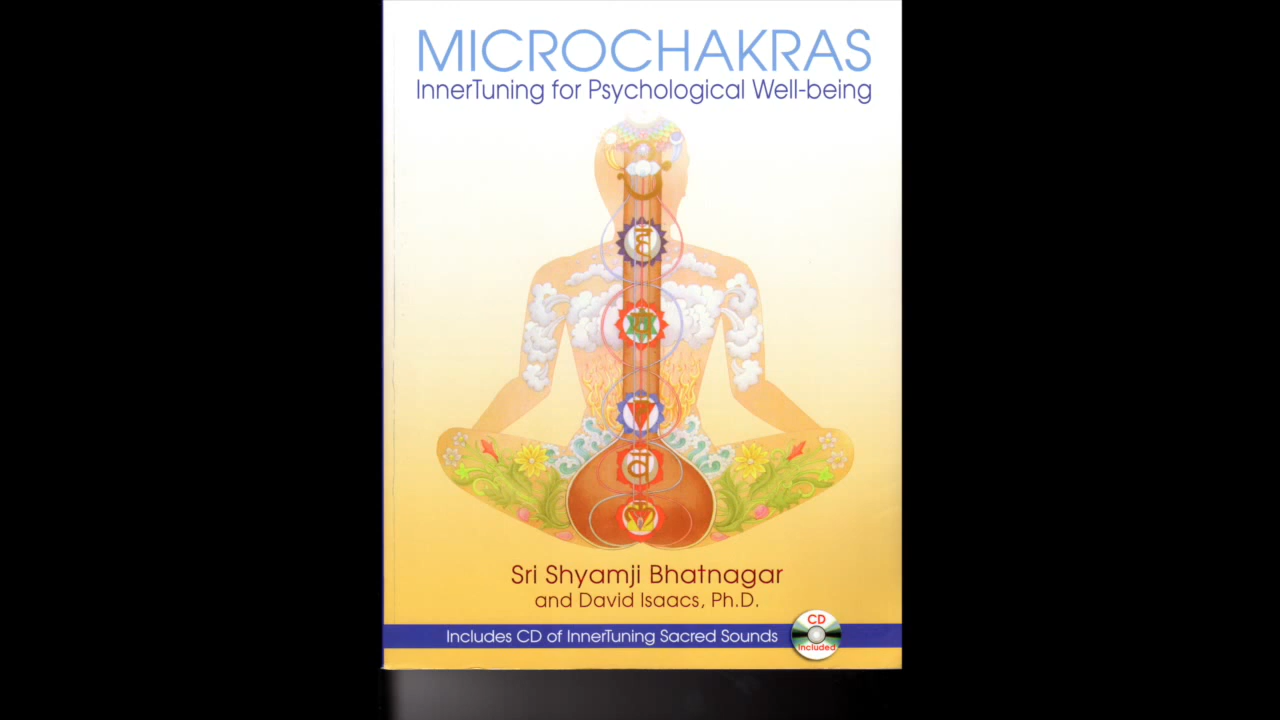 MICROCHAKRAS
InnerTuning for Psychological Well-being
हं
यं
रं
वं
Sri Shyamji Bhatnagar
and David Isaacs, Ph.D.
Includes CD of InnerTuning Sacred Sounds
CD
Included